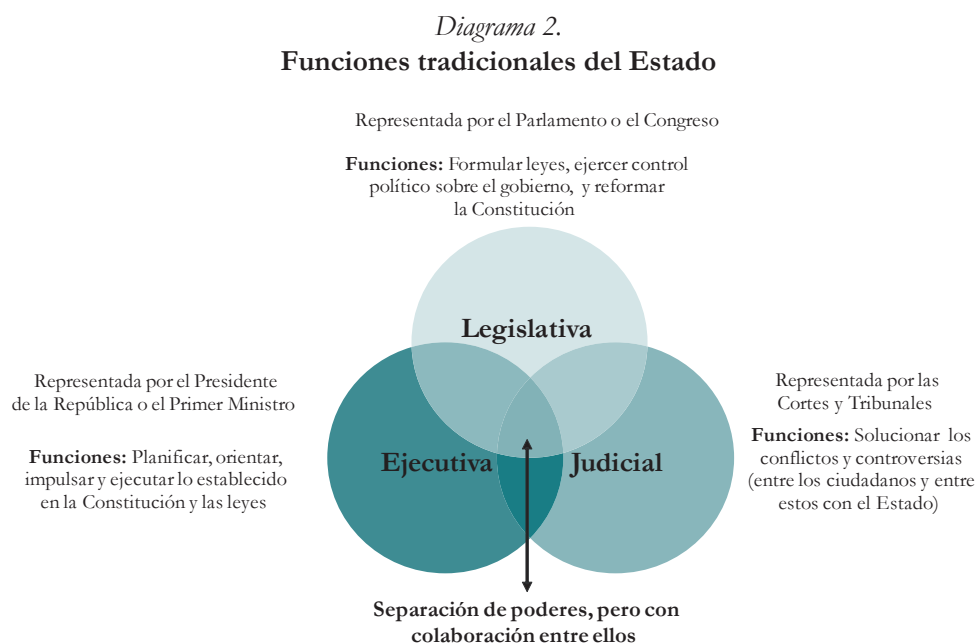 Diagrama 2.
Funciones tradicionales del Estado
Representada por el Parlamento o el Congreso
Funciones: Formular leyes, ejercer control
político sobre el gobierno, y reformar
la Constitución
Legislativa
Representada por el Presidente
de la República o el Primer Ministro
Funciones: Planificar, orientar,
impulsar y ejecutar lo establecido
en la Constitución y las leyes
Ejecutiva
Judicial
Representada por las
Cortes y Tribunales
Funciones: Solucionar los
conflictos y controversias
(entre los ciudadanos y entre
estos con el Estado)
Separación de poderes, pero con
colaboración entre ellos